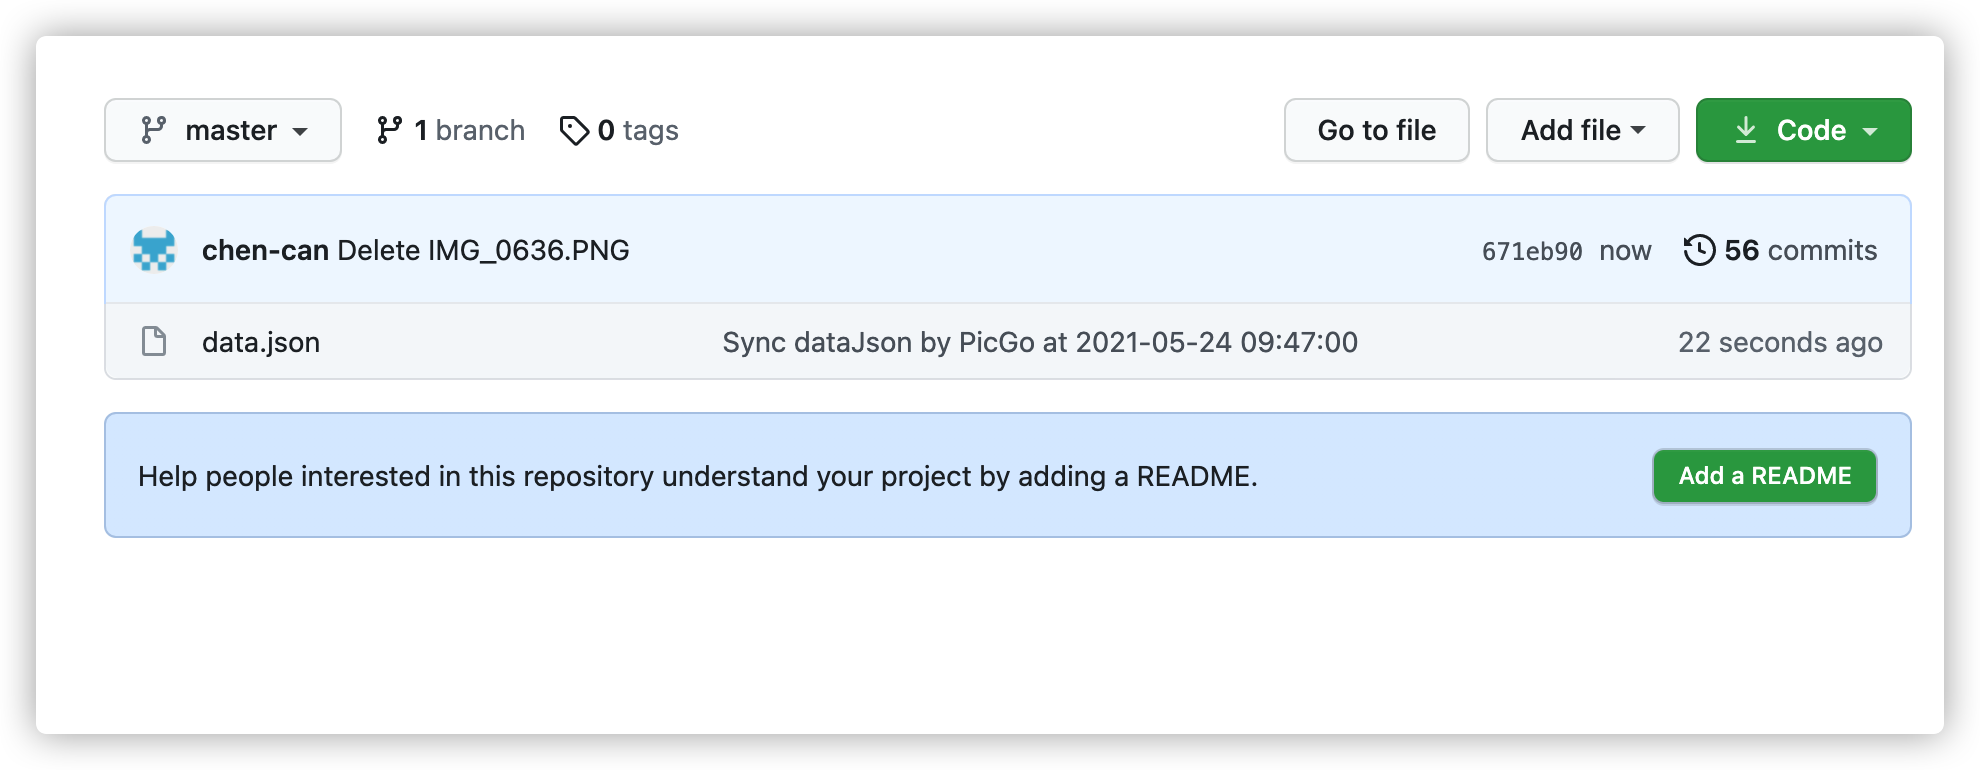 master 1 branch 0 tags Go to file Add file Code
chen-can Delete IMG_0636.PNG 671eb90 now 56 commits
data.json Sync dataJson by PicGo at 2021-05-24 09:47:00 22 seconds ago
Help people interested in this repository understand your project by adding a README. Add a README